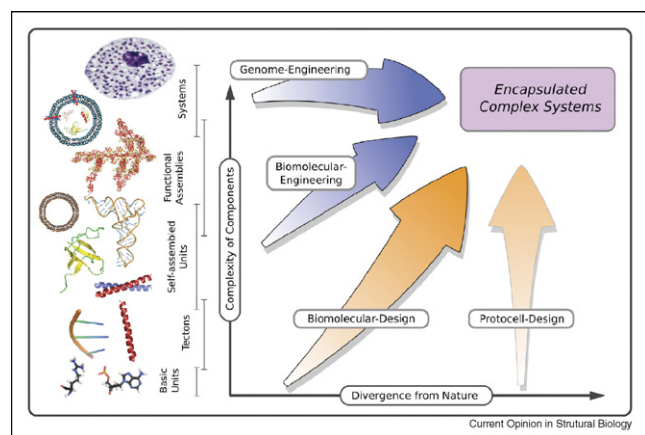 Genome-Engineering
Encapsulated
Complex Systems
Systems
Functional
Assemblies
Biomolecular-
Engineering
Complexity of Components
Self-assembled
Units
Biomolecular-Design
Protocell-Design
Tectons
Basic
Units
Divergence from Nature
Current Opinion in Strutural Biology